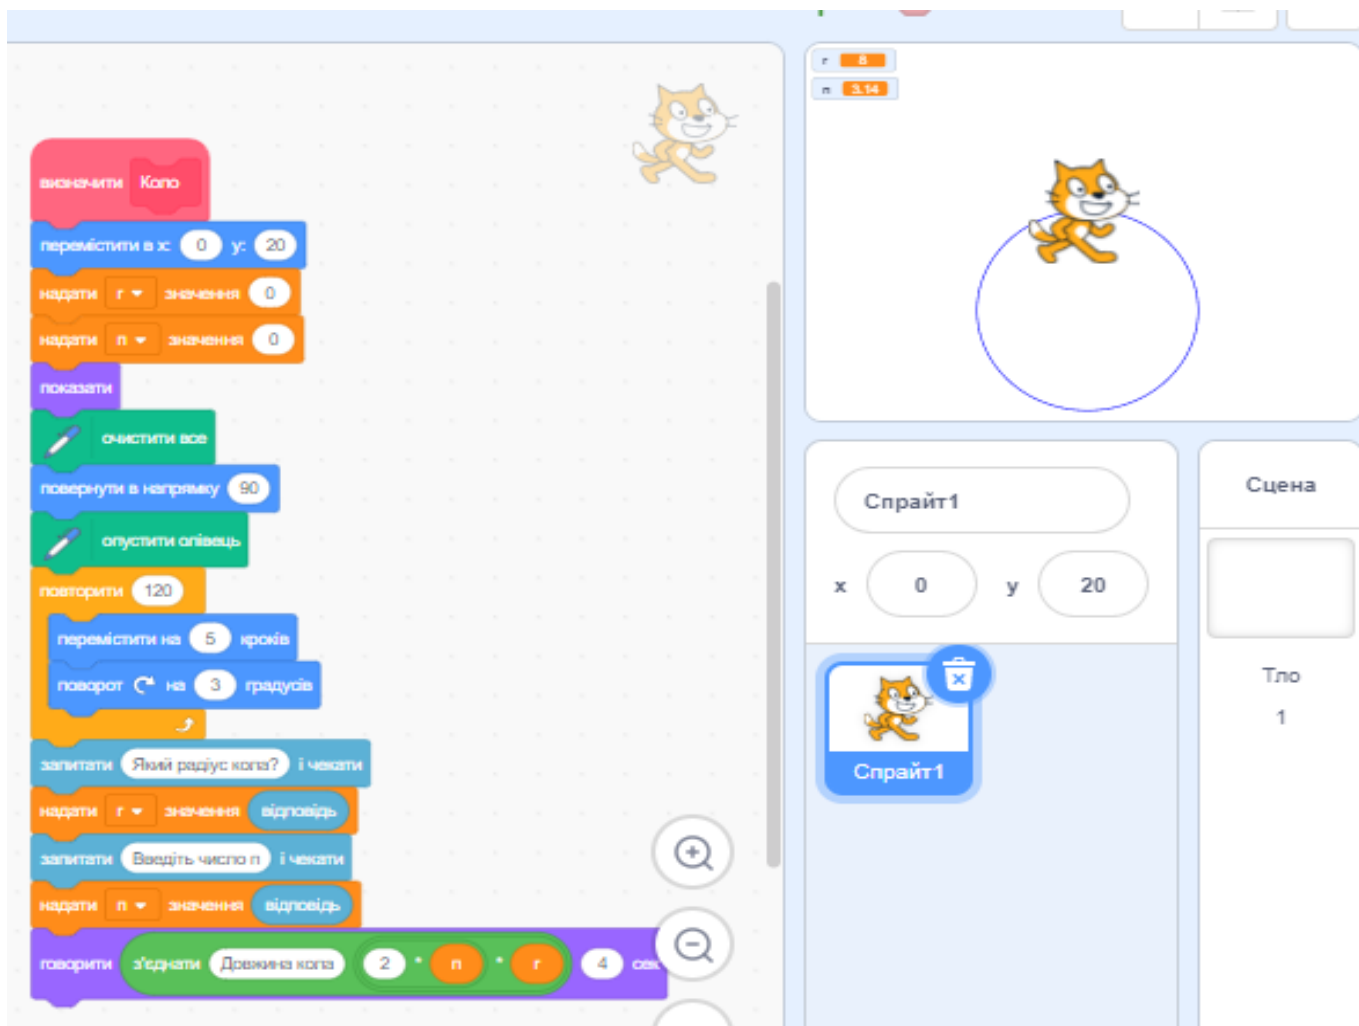 визначити Коло
перемістити в x: 0 y: 20
надати r значення 0
надати п значення 0
показати
очистити все
повернути в напрямку 90
опустити олівець
повторити 120
перемістити на 5 кроків
поворот на 3 градусів
запитати Який радіус кола? і чекати
надати r значення відповідь
запитати Введіть число п і чекати
надати п значення відповідь
говорити з'єднати Довжина кола 2 * п * r 4 сек
r 8
п 3.14
Спрайт1
x 0 y 20
Спрайт1
Сцена
Тло
1